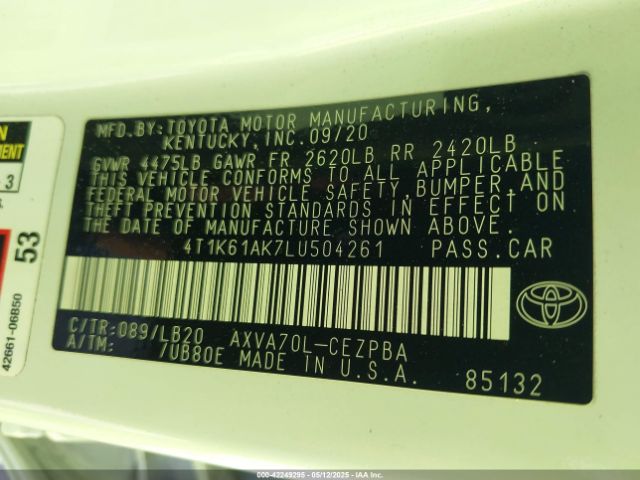 MFD.BY:TOYOTA MOTOR MANUFACTURING,
KENTUCKY,INC. 09/20
GVWR 4475LB GAWR FR 2620LB RR 2420LB
THIS VEHICLE CONFORMS TO ALL APPLICABLE
FEDERAL MOTOR VEHICLE SAFETY, BUMPER,AND
THEFT PREVENTION STANDARDS IN EFFECT ON
THE DATE OF MANUFACTURE SHOWN ABOVE.
4T1K61AK7LU504261 PASS.CAR
C/TR:089/LB20 AXVA70L-CEZPBA
A/TM: /UB80E MADE IN U.S.A.
85132
3
53
42661-06B50
000-42249295 - 05/12/2025 - IAA Inc.